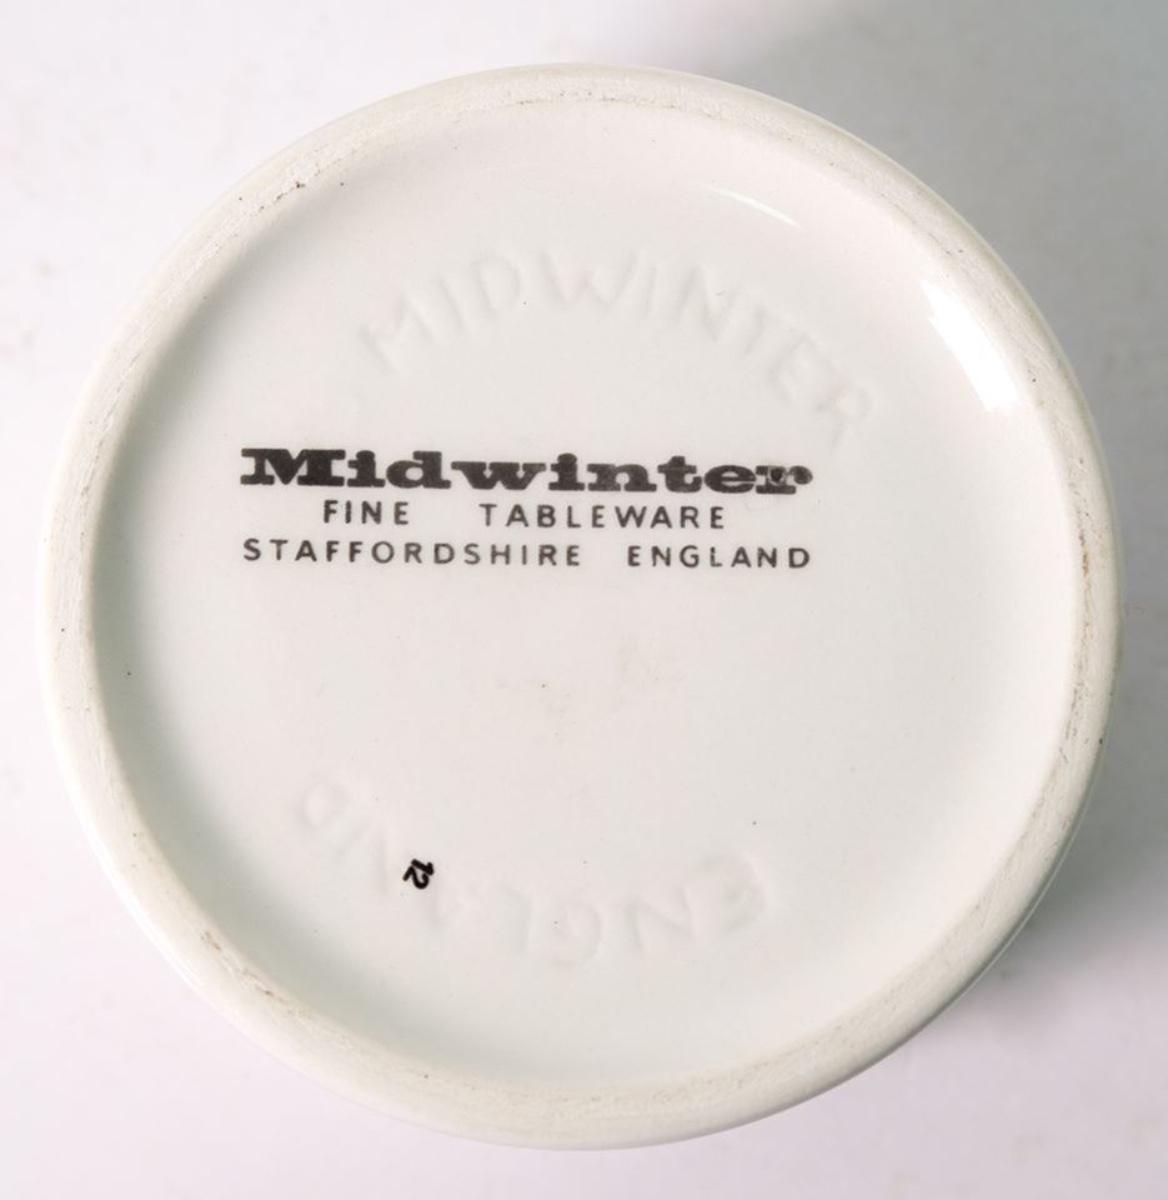 MIDWINTER
Midwinter
FINE TABLEWARE
STAFFORDSHIRE ENGLAND
12
ENGLAND